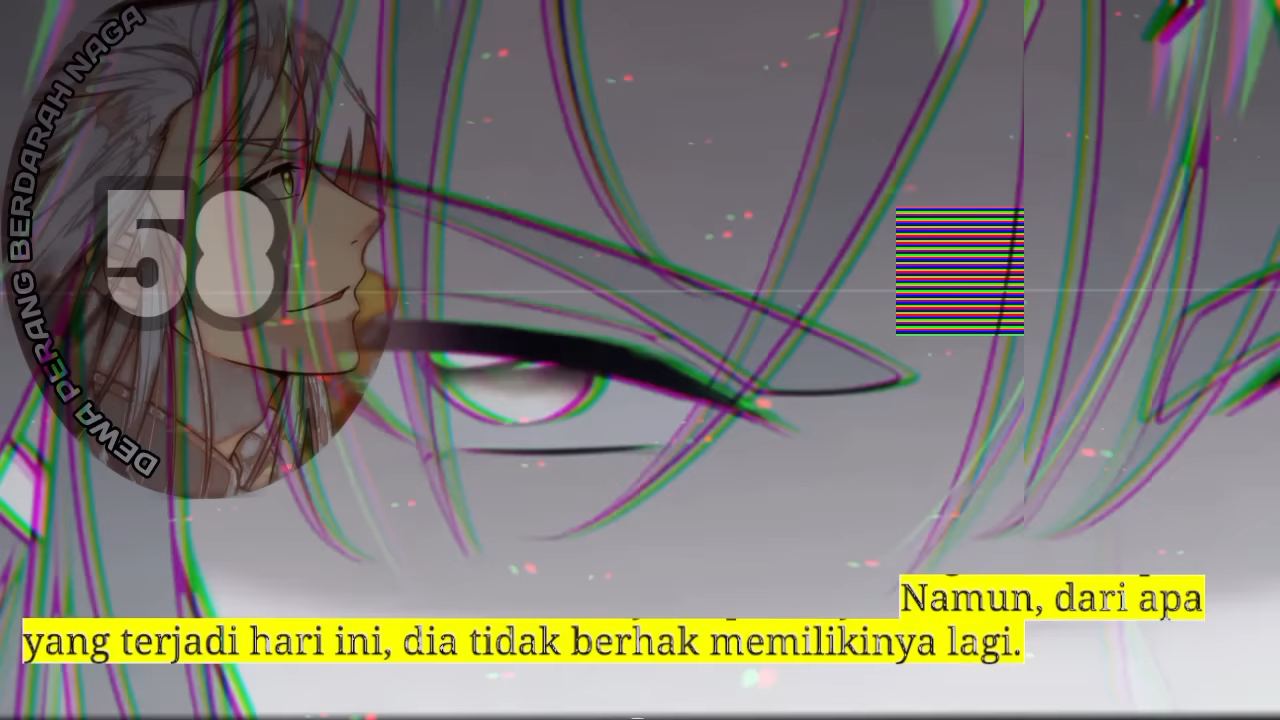 DEWA PERANG BERDARAH NAGA
58
Namun, dari apa
yang terjadi hari ini, dia tidak berhak memilikinya lagi.